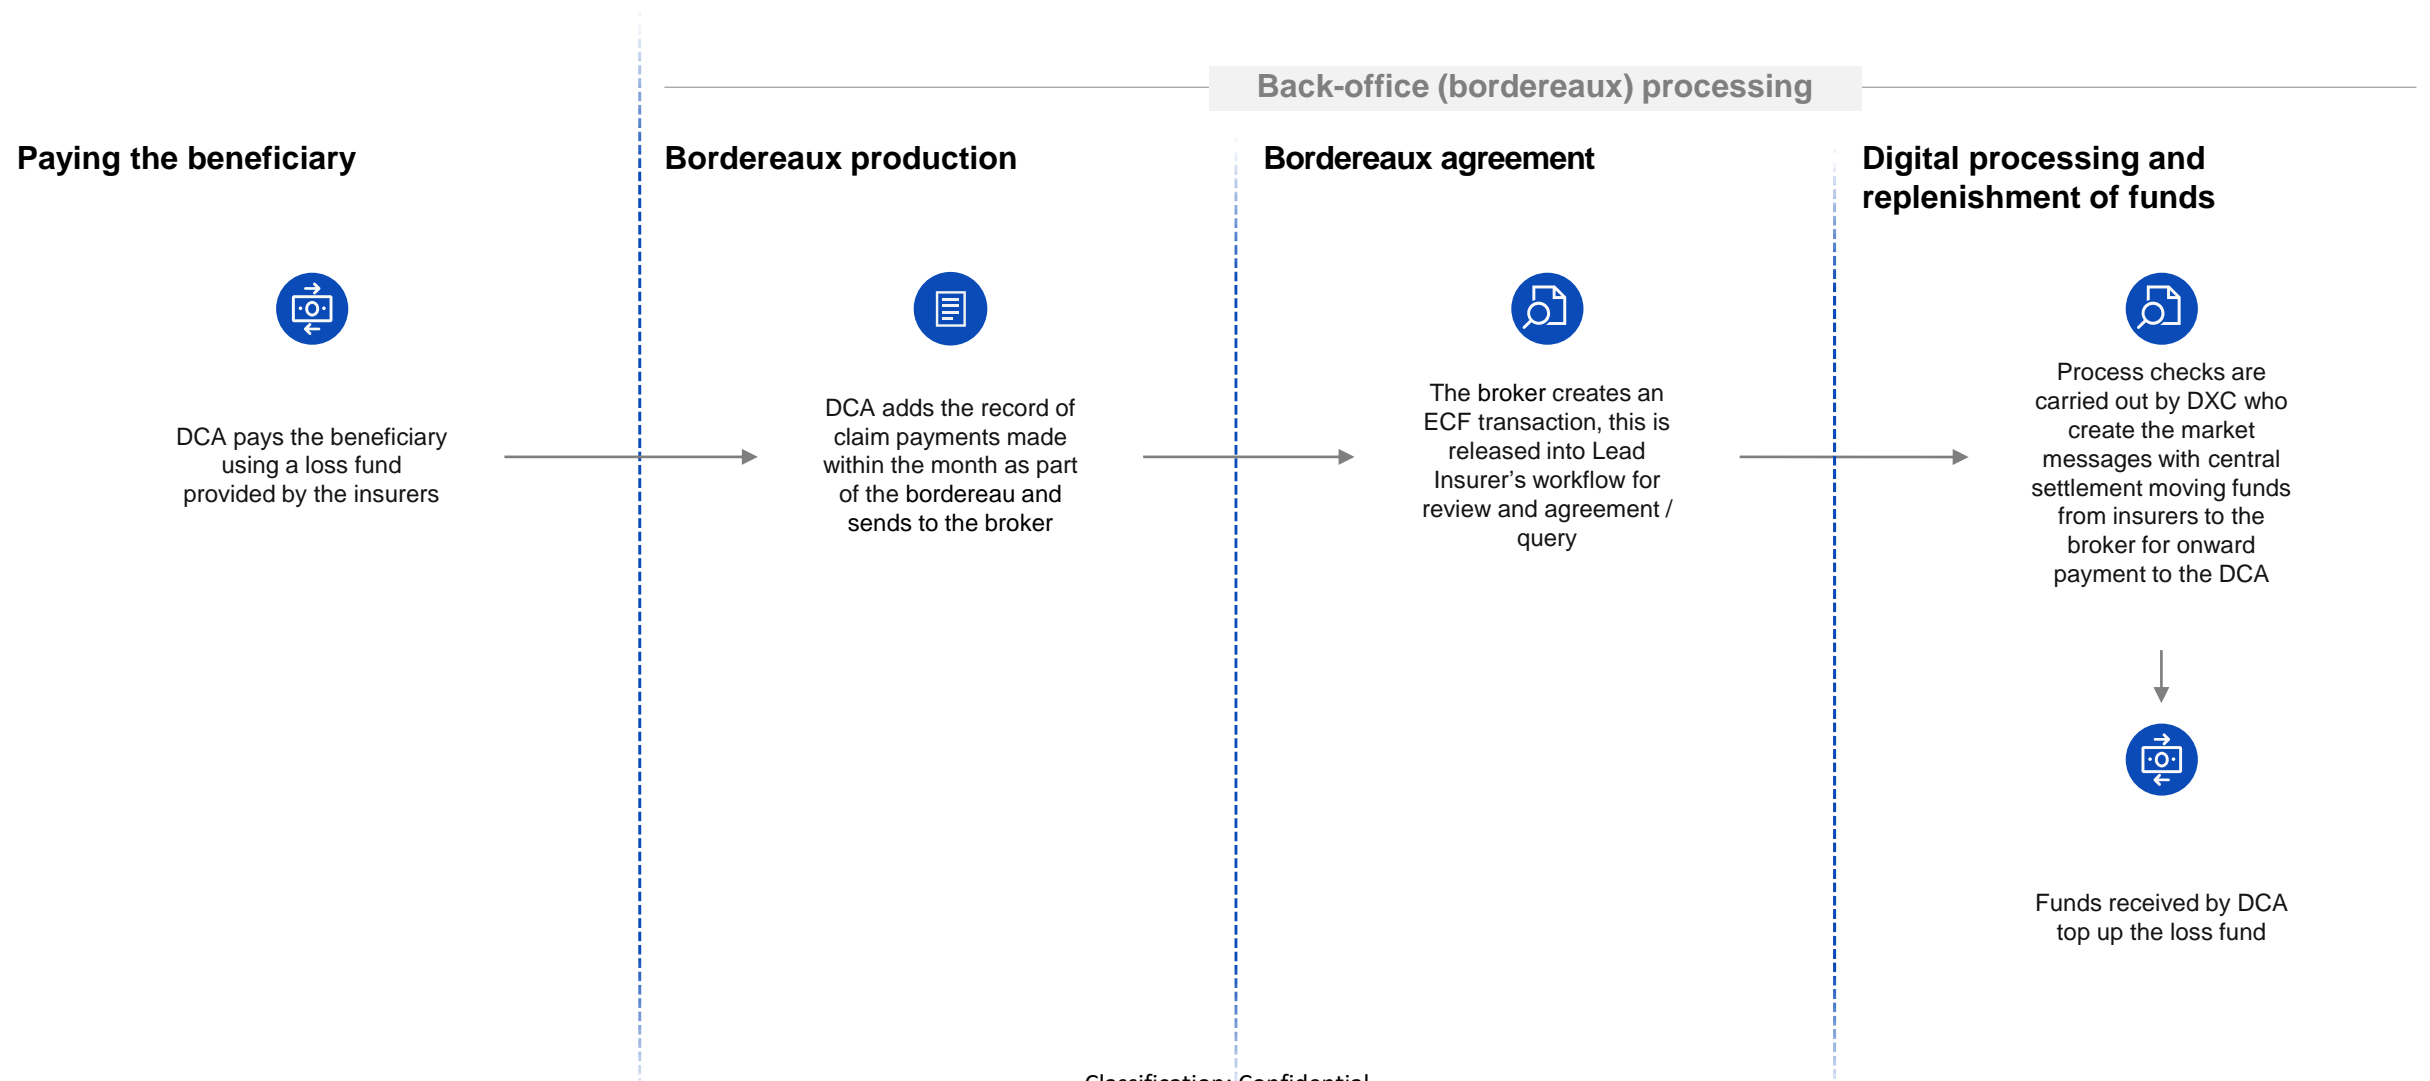 Back-office (bordereaux) processing
Paying the beneficiary
DCA pays the beneficiary
using a loss fund
provided by the insurers
Bordereaux production
DCA adds the record of
claim payments made
within the month as part
of the bordereau and
sends to the broker
Bordereaux agreement
The broker creates an
ECF transaction, this is
released into Lead
Insurer’s workflow for
review and agreement /
query
Digital processing and
replenishment of funds
Process checks are
carried out by DXC who
create the market
messages with central
settlement moving funds
from insurers to the
broker for onward
payment to the DCA
Funds received by DCA
top up the loss fund
Classification: Confidential